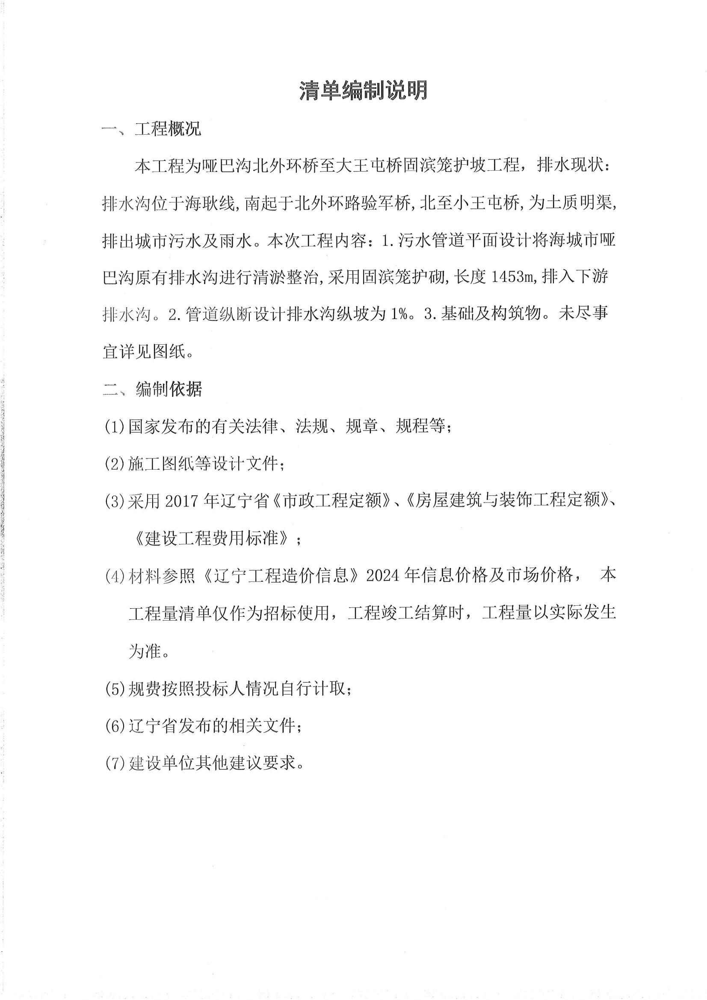 清单编制说明
一、工程概况
本工程为哑巴沟北外环桥至大王屯桥固滨笼护坡工程，排水现状：
排水沟位于海耿线,南起于北外环路验军桥,北至小王屯桥,为土质明渠,
排出城市污水及雨水。本次工程内容：1.污水管道平面设计将海城市哑
巴沟原有排水沟进行清淤整治,采用固滨笼护砌,长度1453m,排入下游
排水沟。2.管道纵断设计排水沟纵坡为1%。3.基础及构筑物。未尽事
宜详见图纸。
二、编制依据
(1)国家发布的有关法律、法规、规章、规程等；
(2)施工图纸等设计文件；
(3)采用 2017 年辽宁省《市政工程定额》、《房屋建筑与装饰工程定额》、
《建设工程费用标准》；
(4)材料参照《辽宁工程造价信息》2024 年信息价格及市场价格， 本
工程量清单仅作为招标使用，工程竣工结算时，工程量以实际发生
为准。
(5)规费按照投标人情况自行计取；
(6)辽宁省发布的相关文件；
(7)建设单位其他建议要求。